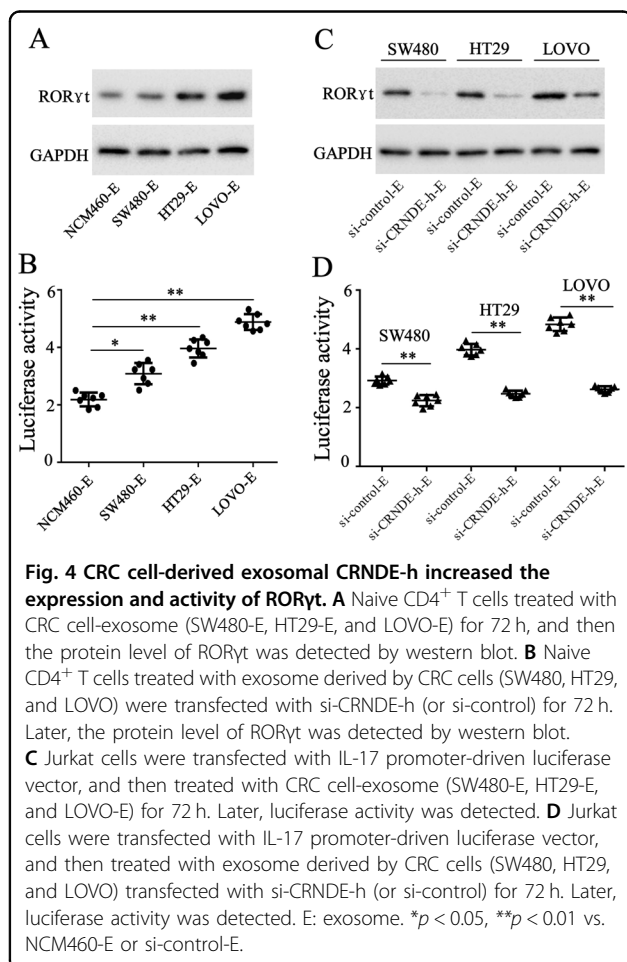 A
RORγt
GAPDH
NCM460-E
SW480-E
HT29-E
LOVO-E
C
SW480 HT29 LOVO
RORγt
GAPDH
si-control-E
si-CRNDE-h-E
si-control-E
si-CRNDE-h-E
si-control-E
si-CRNDE-h-E
B
Luciferase activity
6
4
2
0
**
**
*
NCM460-E
SW480-E
HT29-E
LOVO-E
D
Luciferase activity
6
4
2
0
SW480
**
HT29
**
LOVO
**
si-control-E
si-CRNDE-h-E
si-control-E
si-CRNDE-h-E
si-control-E
si-CRNDE-h-E
Fig. 4 CRC cell-derived exosomal CRNDE-h increased the
expression and activity of RORγt. A Naive CD4⁺ T cells treated with
CRC cell-exosome (SW480-E, HT29-E, and LOVO-E) for 72 h, and then
the protein level of RORγt was detected by western blot. B Naive
CD4⁺ T cells treated with exosome derived by CRC cells (SW480, HT29,
and LOVO) were transfected with si-CRNDE-h (or si-control) for 72 h.
Later, the protein level of RORγt was detected by western blot.
C Jurkat cells were transfected with IL-17 promoter-driven luciferase
vector, and then treated with CRC cell-exosome (SW480-E, HT29-E,
and LOVO-E) for 72 h. Later, luciferase activity was detected. D Jurkat
cells were transfected with IL-17 promoter-driven luciferase vector,
and then treated with exosome derived by CRC cells (SW480, HT29,
and LOVO) transfected with si-CRNDE-h (or si-control) for 72 h. Later,
luciferase activity was detected. E: exosome. *p < 0.05, **p < 0.01 vs.
NCM460-E or si-control-E.